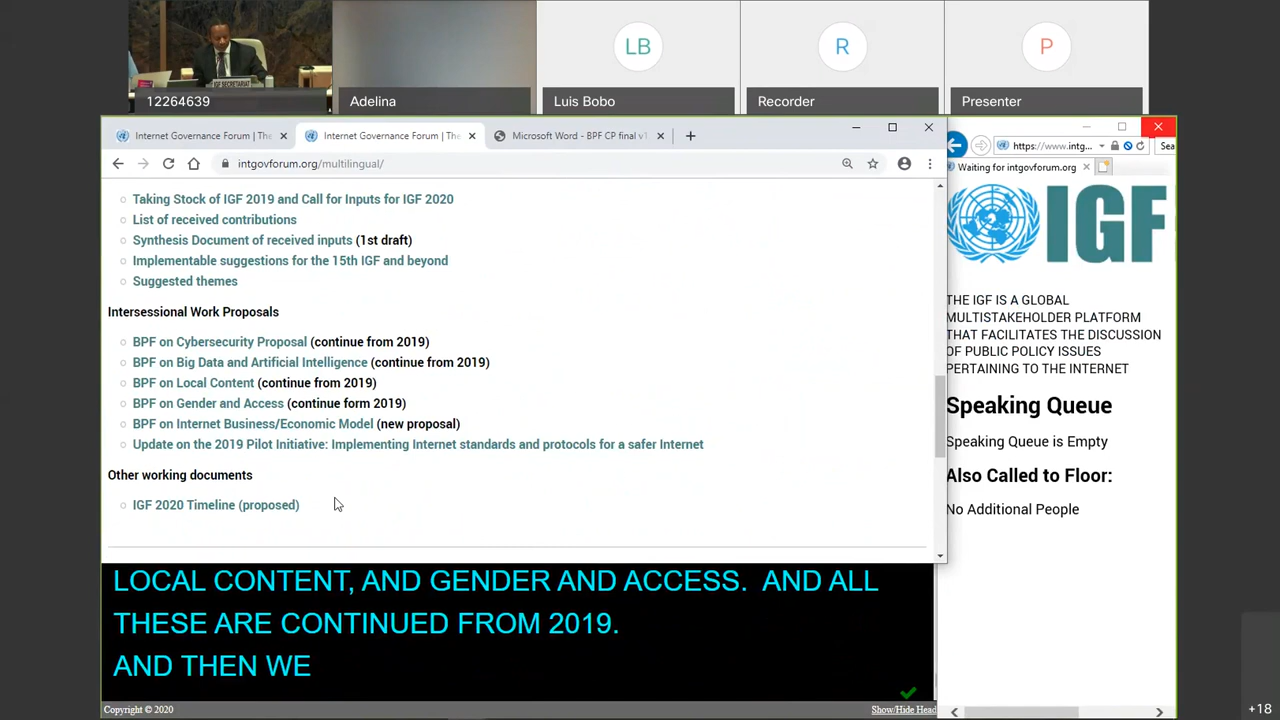 IGF SECRETARIAT
LB
R
P
12264639
Adelina
Luis Bobo
Recorder
Presenter
Internet Governance Forum | The
Internet Governance Forum | The
Microsoft Word - BPF CP final v1
intgovforum.org/multilingual/
Taking Stock of IGF 2019 and Call for Inputs for IGF 2020
List of received contributions
Synthesis Document of received inputs (1st draft)
Implementable suggestions for the 15th IGF and beyond
Suggested themes
Intersessional Work Proposals
BPF on Cybersecurity Proposal (continue from 2019)
BPF on Big Data and Artificial Intelligence (continue from 2019)
BPF on Local Content (continue from 2019)
BPF on Gender and Access (continue form 2019)
BPF on Internet Business/Economic Model (new proposal)
Update on the 2019 Pilot Initiative: Implementing Internet standards and protocols for a safer Internet
Other working documents
IGF 2020 Timeline (proposed)
https://www.intg...
Sea
Waiting for intgovforum.org
IGF
THE IGF IS A GLOBAL
MULTISTAKEHOLDER PLATFORM
THAT FACILITATES THE DISCUSSION
OF PUBLIC POLICY ISSUES
PERTAINING TO THE INTERNET
Speaking Queue
Speaking Queue is Empty
Also Called to Floor:
No Additional People
LOCAL CONTENT, AND GENDER AND ACCESS. AND ALL
THESE ARE CONTINUED FROM 2019.
AND THEN WE
Copyright © 2020
Show/Hide Head
+18